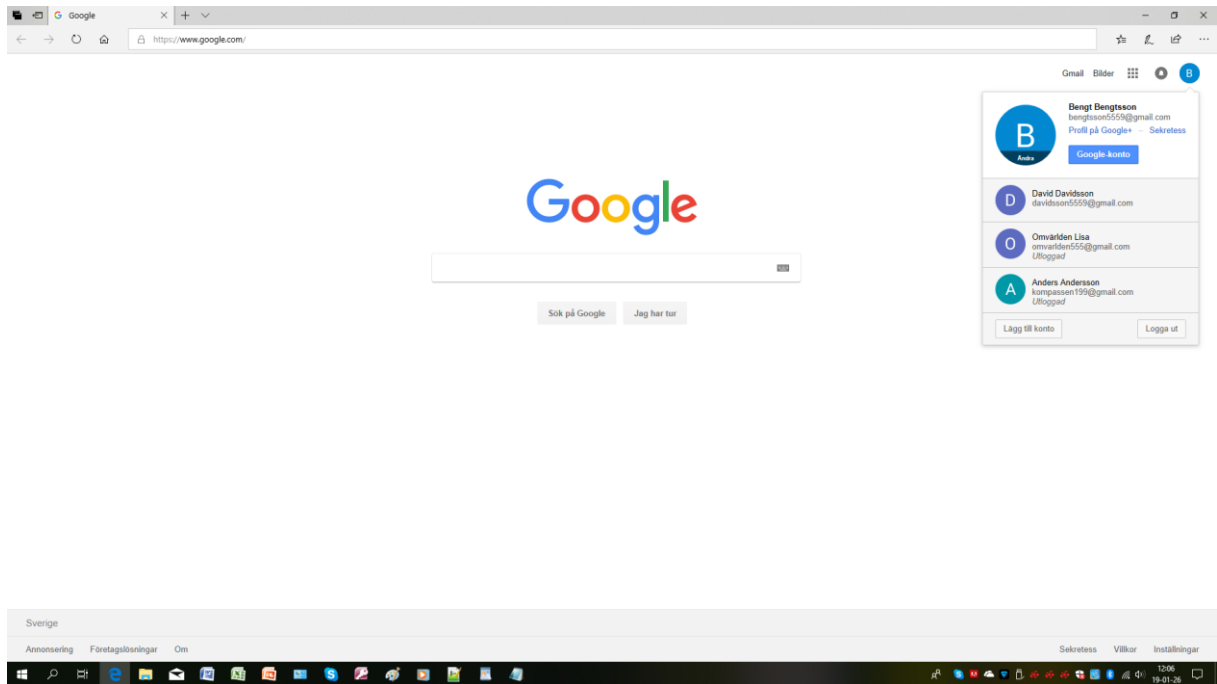 Google
https://www.google.com/
Gmail Bilder B
Bengt Bengtsson
bengtsson5559@gmail.com
Profil på Google+ – Sekretess
B
Ändra
Google-konto
D
David Davidsson
davidsson5559@gmail.com
O
Omvärlden Lisa
omvarlden555@gmail.com
Utloggad
A
Anders Andersson
kompassen199@gmail.com
Utloggad
Lägg till konto Logga ut
Google
Sök på Google Jag har tur
Sverige
Annonsering Företagslösningar Om
Sekretess Villkor Inställningar
12:06
19-01-26